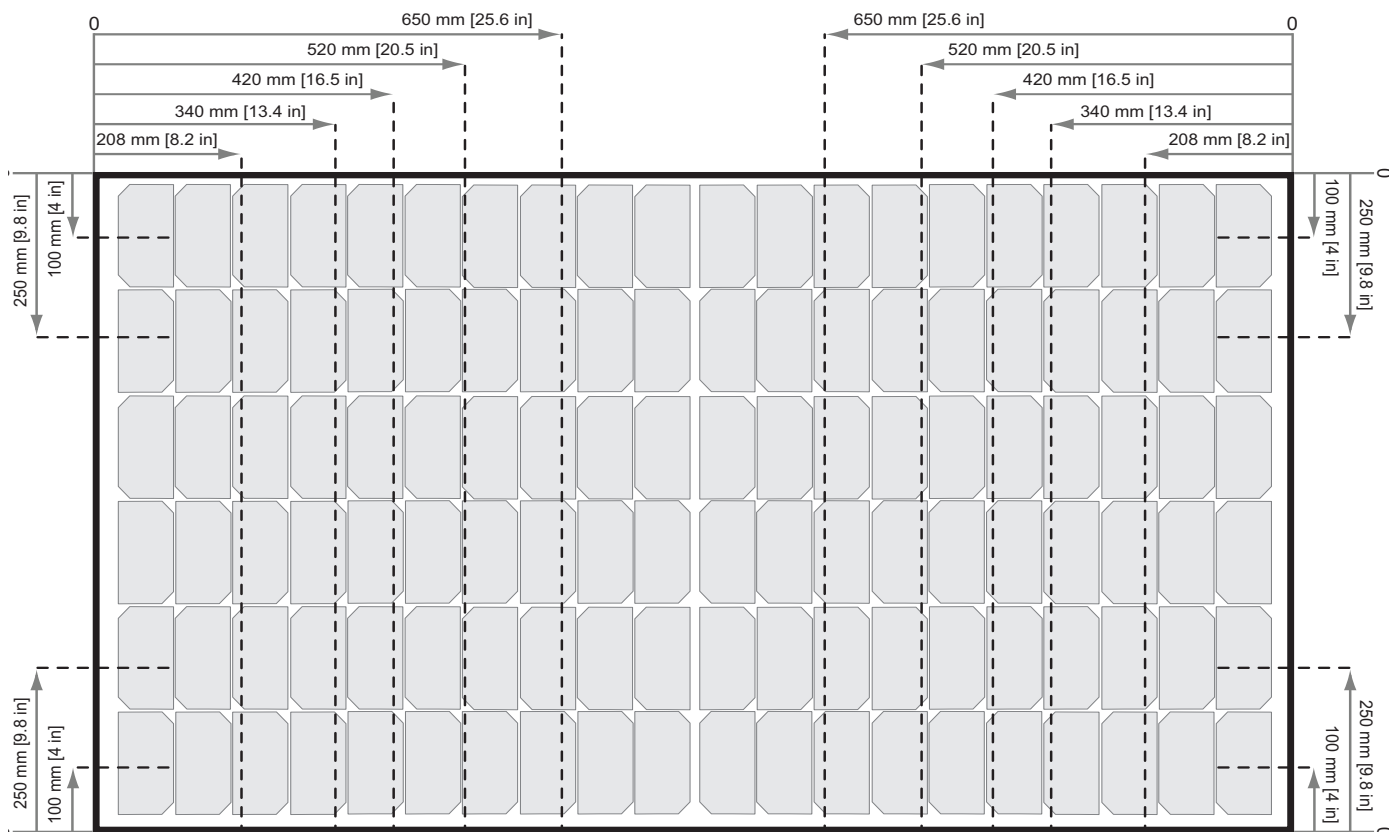 0
650 mm [25.6 in]
650 mm [25.6 in]
0
520 mm [20.5 in]
520 mm [20.5 in]
420 mm [16.5 in]
420 mm [16.5 in]
340 mm [13.4 in]
340 mm [13.4 in]
208 mm [8.2 in]
208 mm [8.2 in]
0
250 mm [9.8 in]
100 mm [4 in]
100 mm [4 in]
250 mm [9.8 in]
250 mm [9.8 in]
100 mm [4 in]
100 mm [4 in]
250 mm [9.8 in]
0